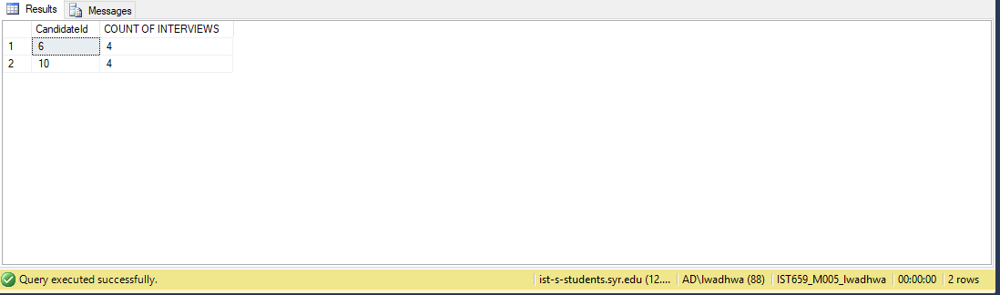 Results Messages
CandidateId COUNT OF INTERVIEWS
1 6 4
2 10 4
Query executed successfully. ist-s-students.syr.edu (12.... AD\lwadhwa (88) IST659_M005_lwadhwa 00:00:00 2 rows